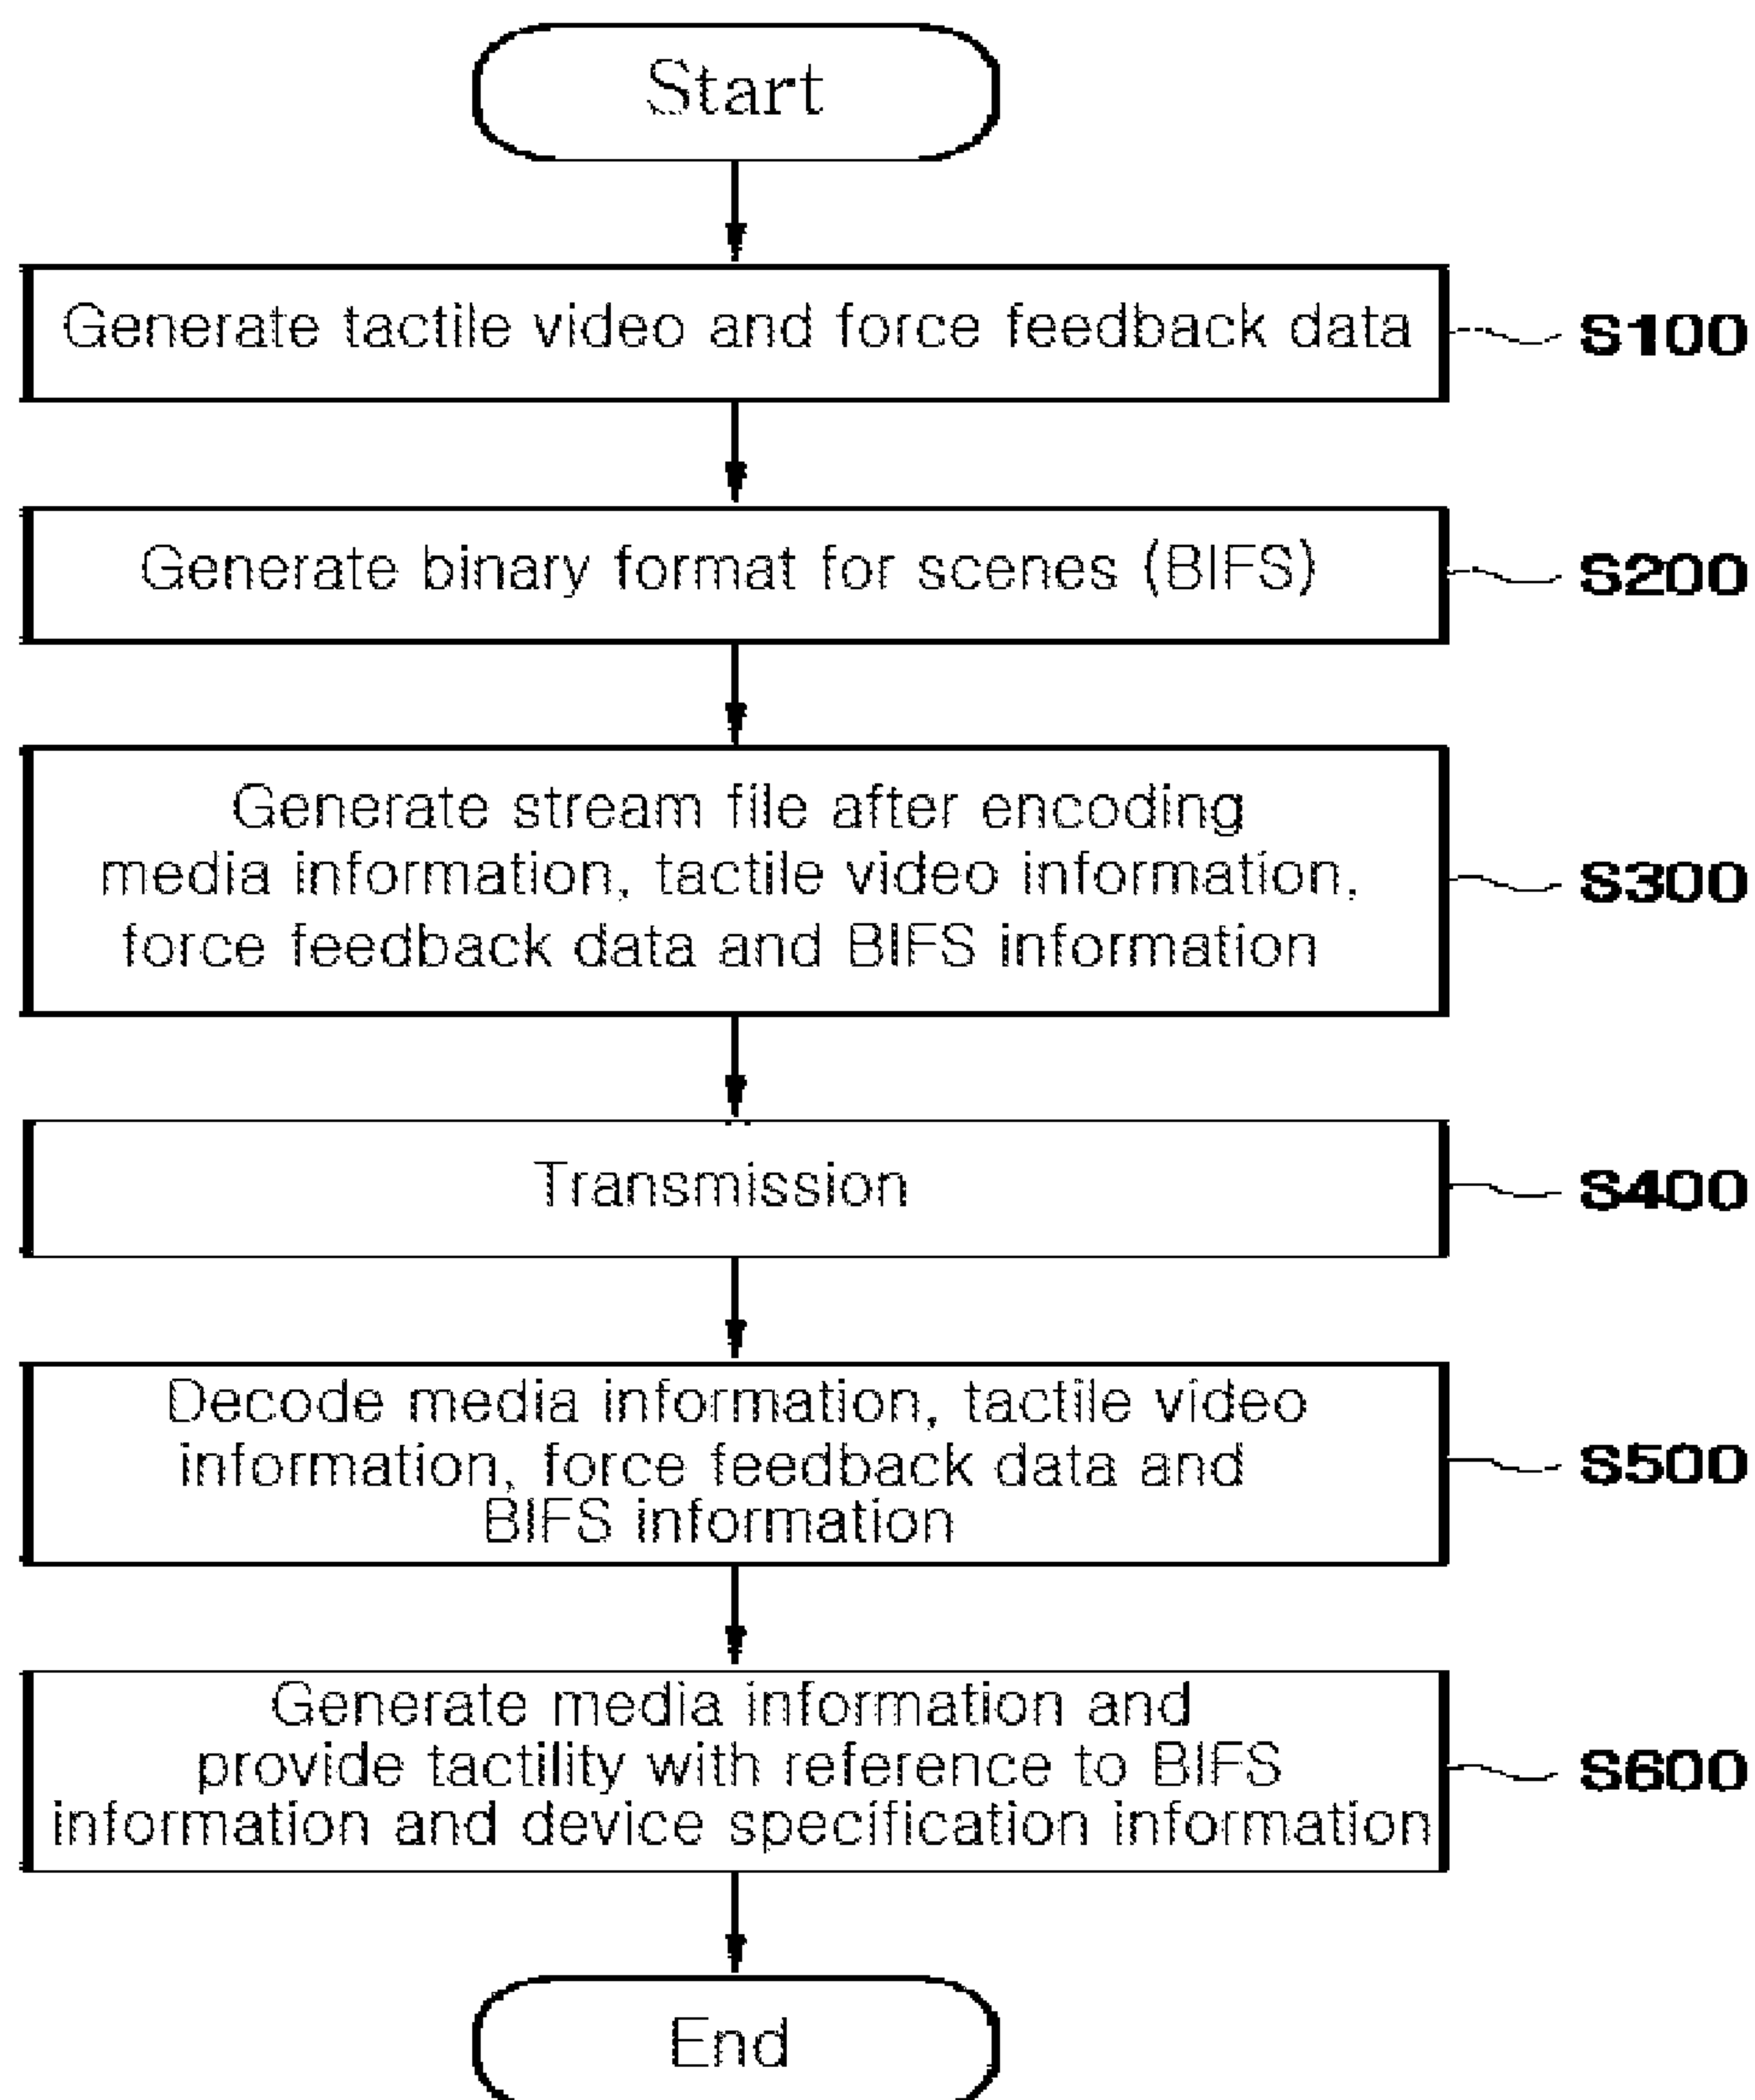 Start
Generate tactile video and force feedback data
S100
Generate binary format for scenes (BIFS)
S200
Generate stream file after encoding
media information, tactile video information,
force feedback data and BIFS information
S300
Transmission
S400
Decode media information, tactile video
information, force feedback data and
BIFS information
S500
Generate media information and
provide tactility with reference to BIFS
information and device specification information
S600
End